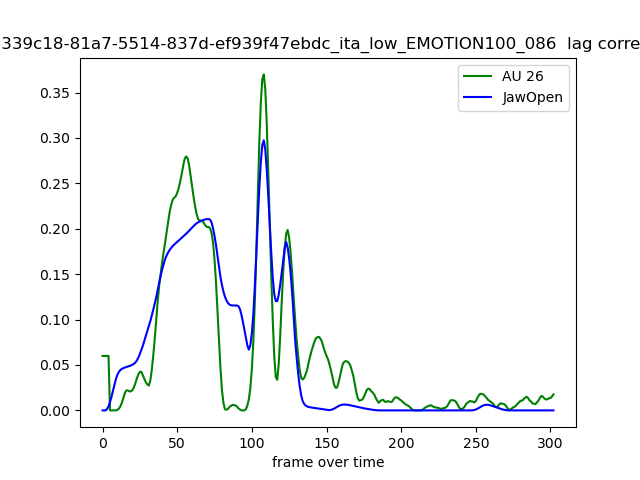 339c18-81a7-5514-837d-ef939f47ebdc_ita_low_EMOTION100_086 lag corre
AU 26
JawOpen
0.35
0.30
0.25
0.20
0.15
0.10
0.05
0.00
0 50 100 150 200 250 300
frame over time